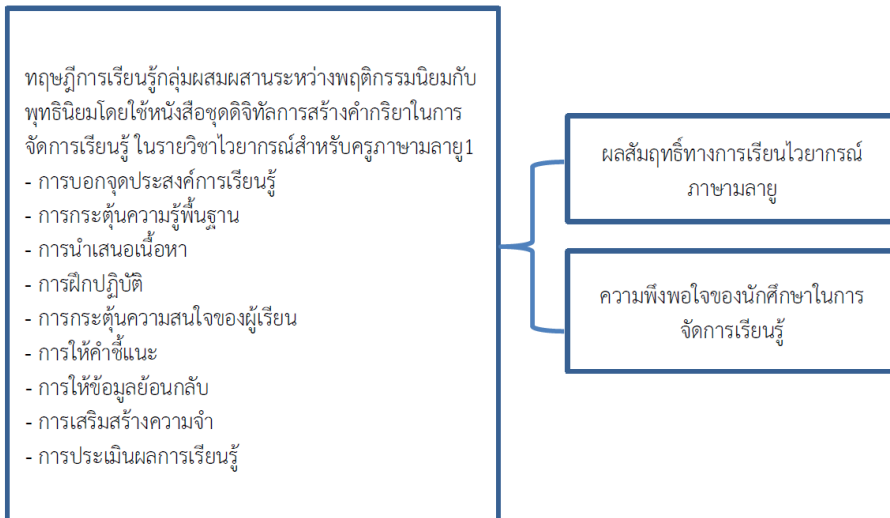 ทฤษฎีการเรียนรู้กลุ่มผสมผสานระหว่างพฤติกรรมนิยมกับ
พุทธินิยมโดยใช้หนังสือชุดดิจิทัลการสร้างคำกริยาในการ
จัดการเรียนรู้ ในรายวิชาไวยากรณ์สำหรับครูภาษามลายู1
- การบอกจุดประสงค์การเรียนรู้
- การกระตุ้นความรู้พื้นฐาน
- การนำเสนอเนื้อหา
- การฝึกปฏิบัติ
- การกระตุ้นความสนใจของผู้เรียน
- การให้คำชี้แนะ
- การให้ข้อมูลย้อนกลับ
- การเสริมสร้างความจำ
- การประเมินผลการเรียนรู้
ผลสัมฤทธิ์ทางการเรียนไวยากรณ์
ภาษามลายู
ความพึงพอใจของนักศึกษาในการ
จัดการเรียนรู้